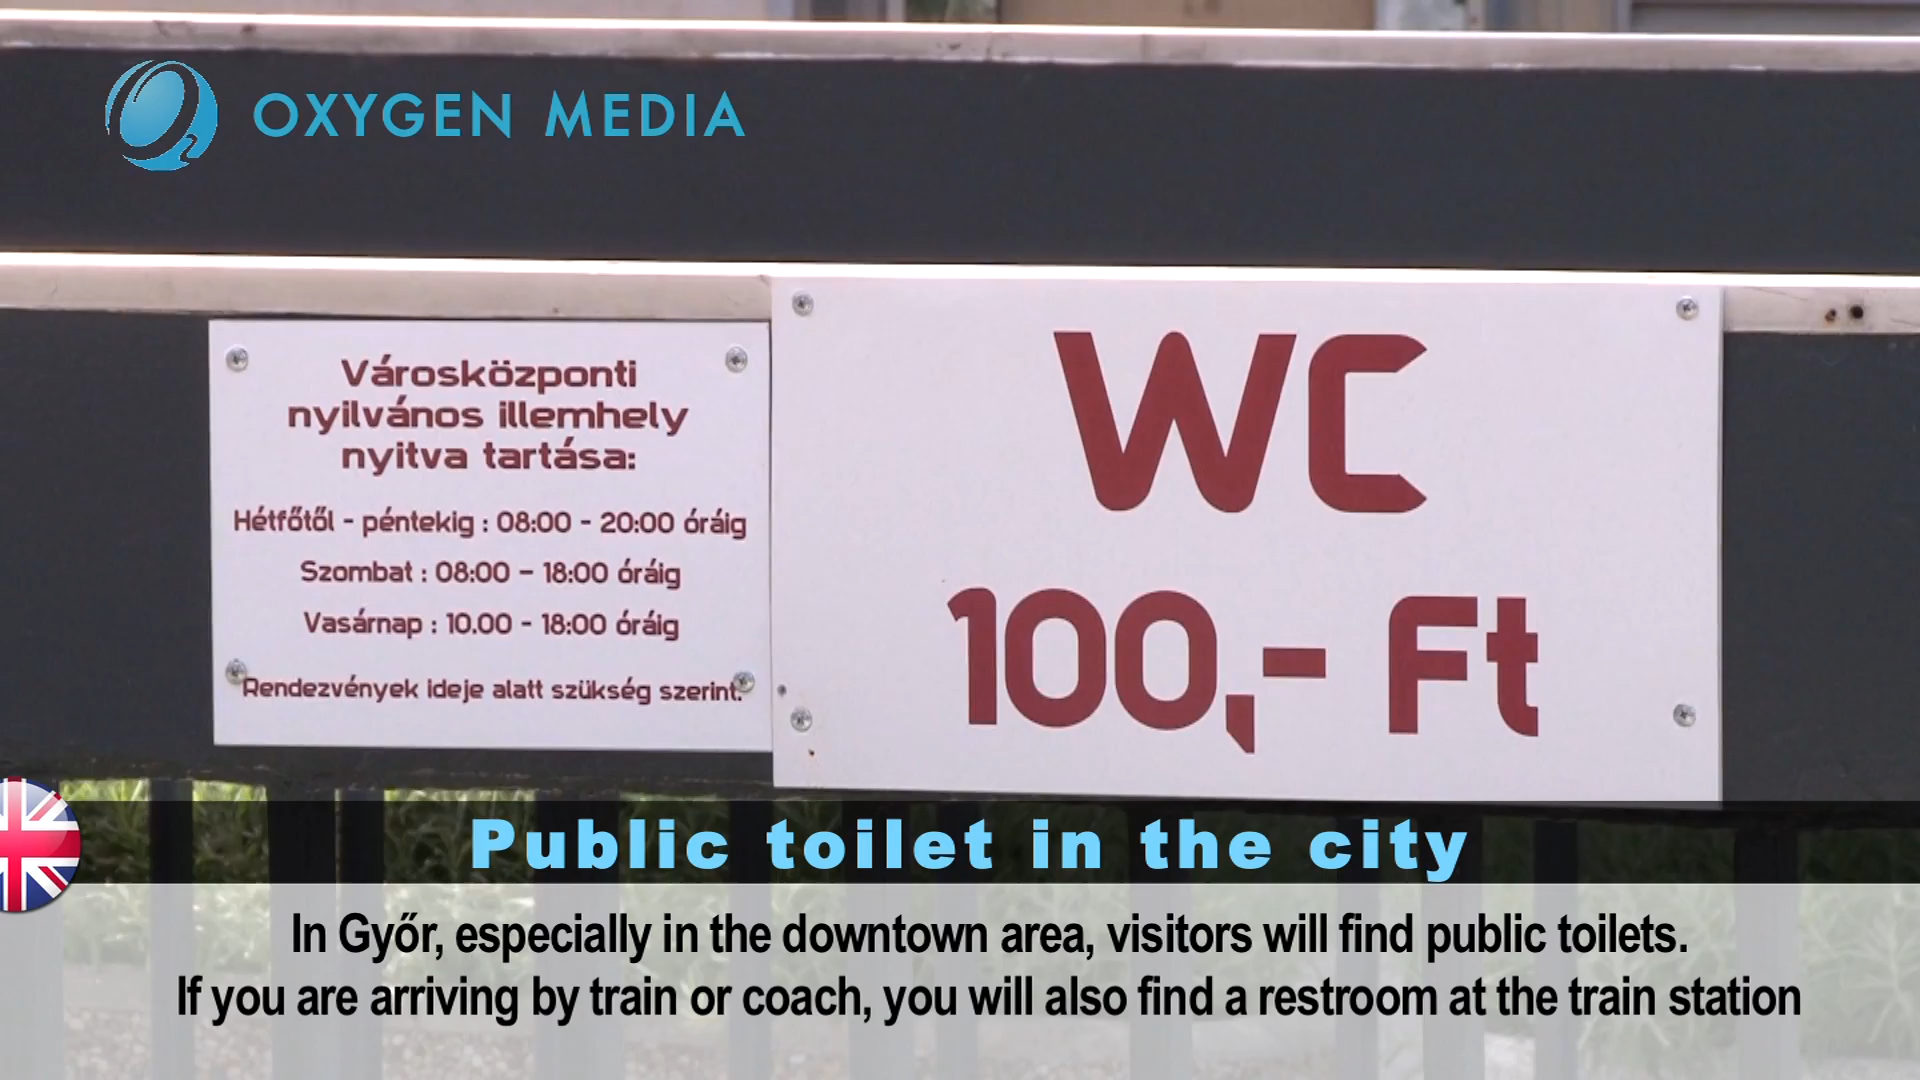 OXYGEN MEDIA
Városközponti
nyilvános illemhely
nyitva tartása:
Hétfőtől - péntekig : 08:00 - 20:00 óráig
Szombat : 08:00 - 18:00 óráig
Vasárnap : 10.00 - 18:00 óráig
Rendezvények ideje alatt szükség szerint.
WC
100,- Ft
Public toilet in the city
In Győr, especially in the downtown area, visitors will find public toilets.
If you are arriving by train or coach, you will also find a restroom at the train station